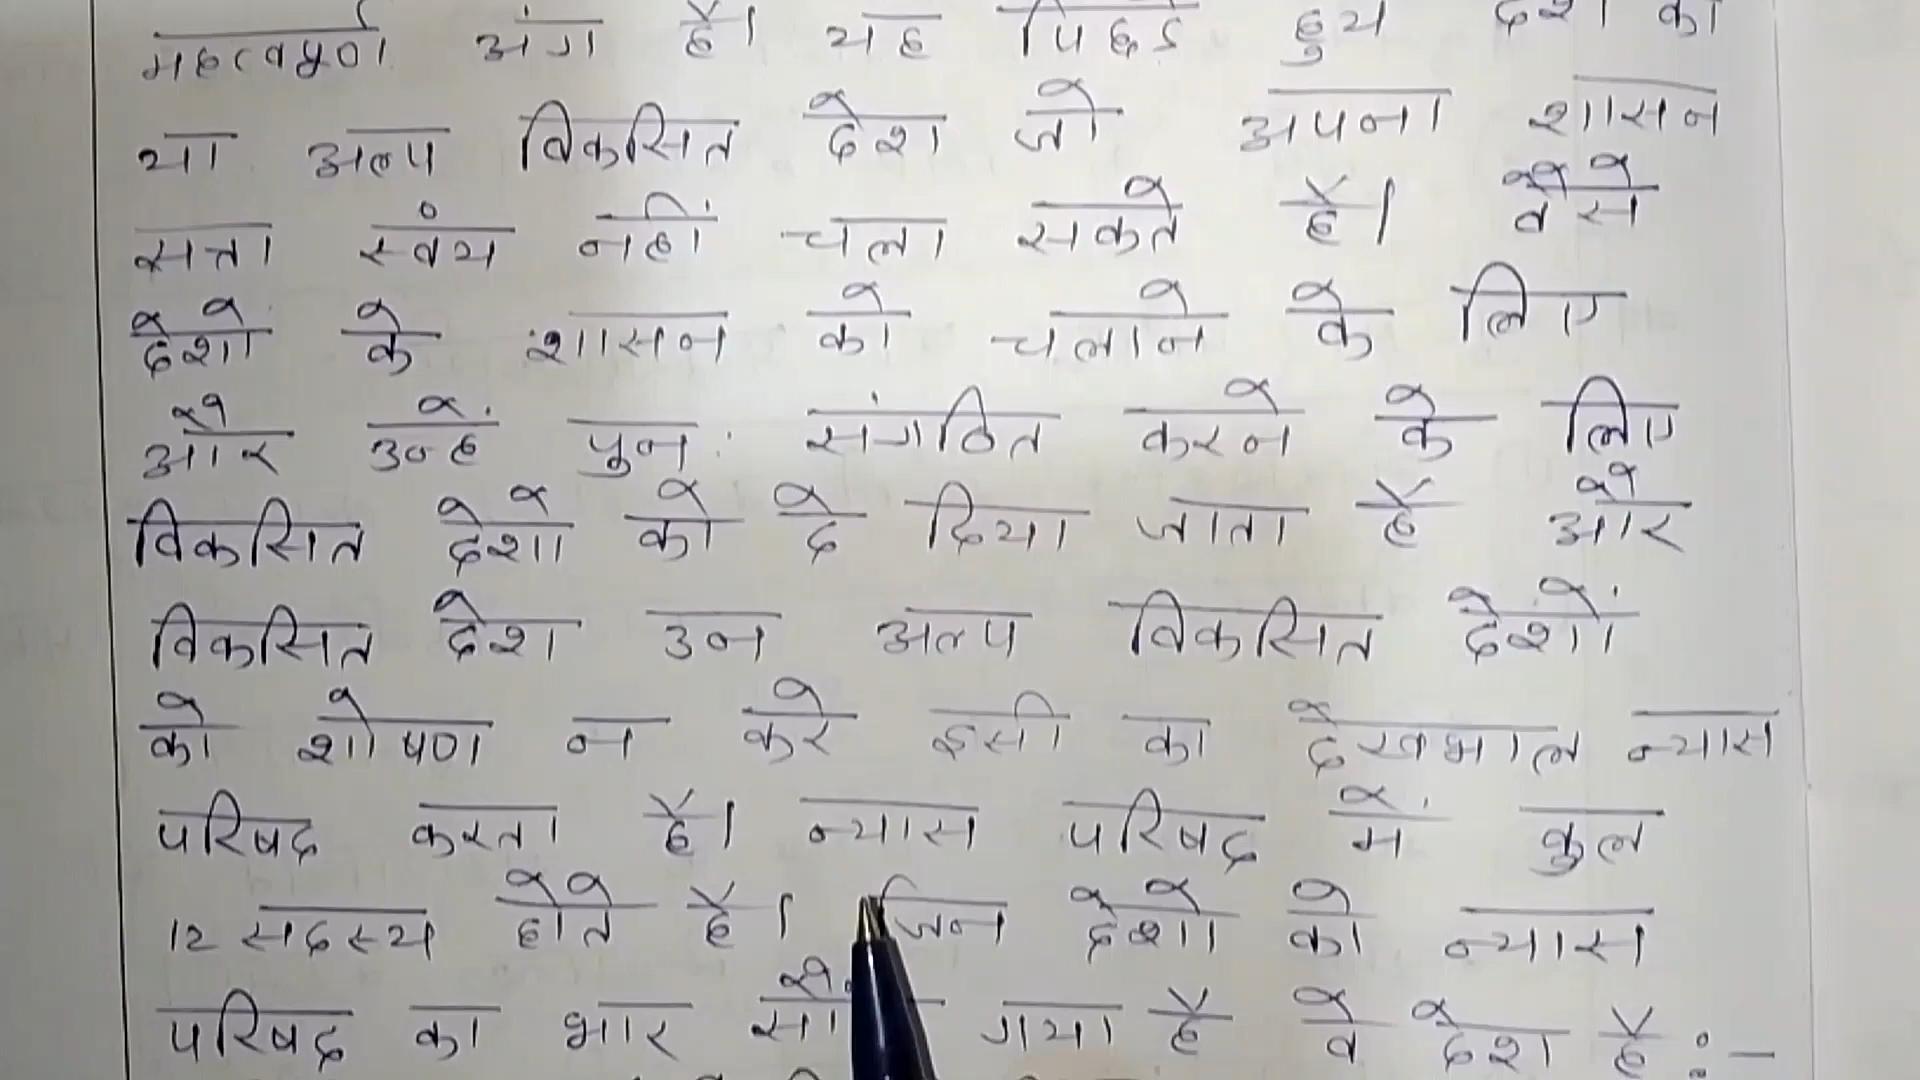 महत्वपूर्ण अंग है। यह पिछड़े हुये देश को
या अल्प विकसित देश जो अपना शासन
सत्ता स्वंय नहीं चला सकते है। वैसे
देशो के शासन को चलाने के लिए
और उन्हें पुन: संगठित करने के लिए
विकसित देशो को दे दिया जाता है और
विकसित देश उन अल्प विकसित देशों
को शोषण न करे इसी का देखभाल न्यास
परिषद करता है। न्यास परिषद में कुल
12 सदस्य होते है। जिन देशो को न्यास
परिषद का भार गया है वे देश है :-